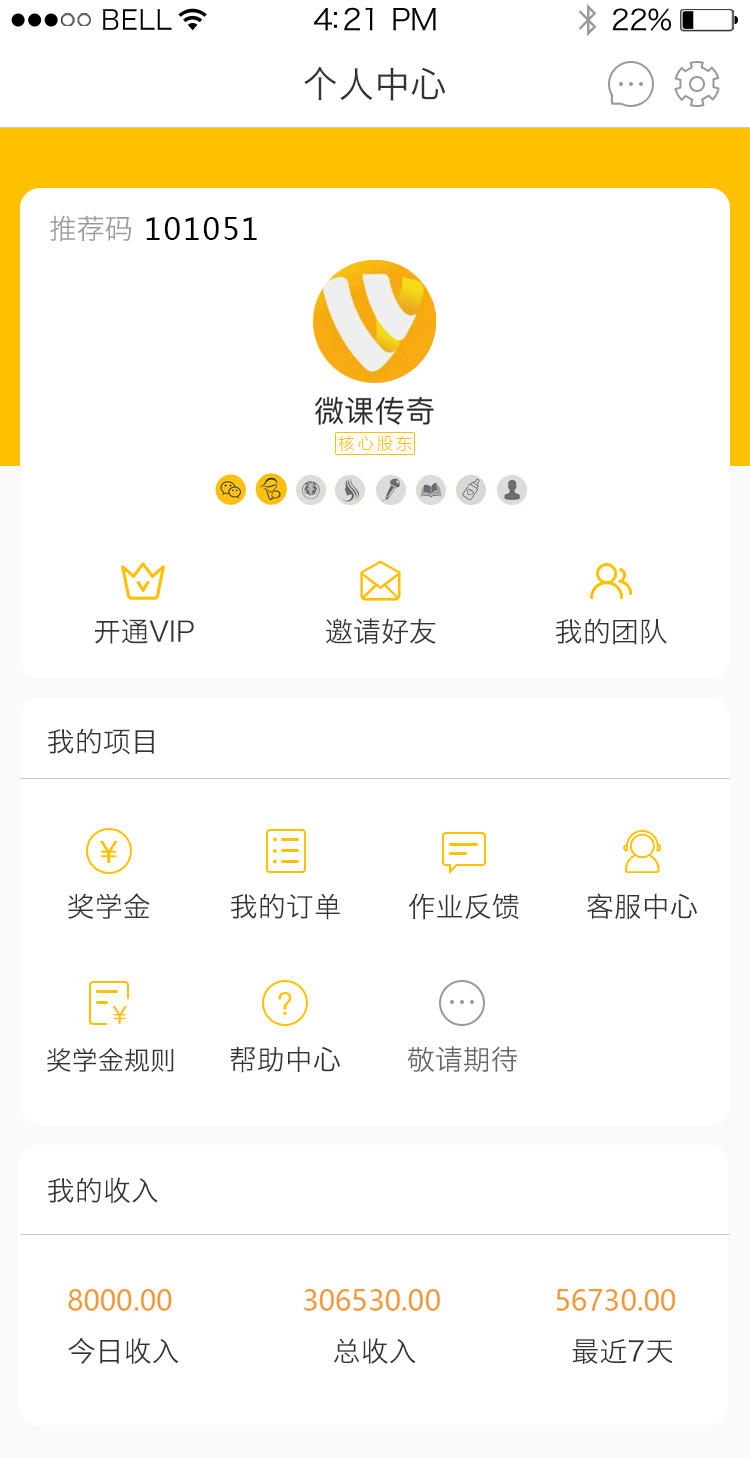 BELL 4:21 PM 22%
个人中心
推荐码 101051
微课传奇
核心股东
开通VIP 邀请好友 我的团队
我的项目
奖学金 我的订单 作业反馈 客服中心
奖学金规则 帮助中心 敬请期待
我的收入
8000.00 306530.00 56730.00
今日收入 总收入 最近7天